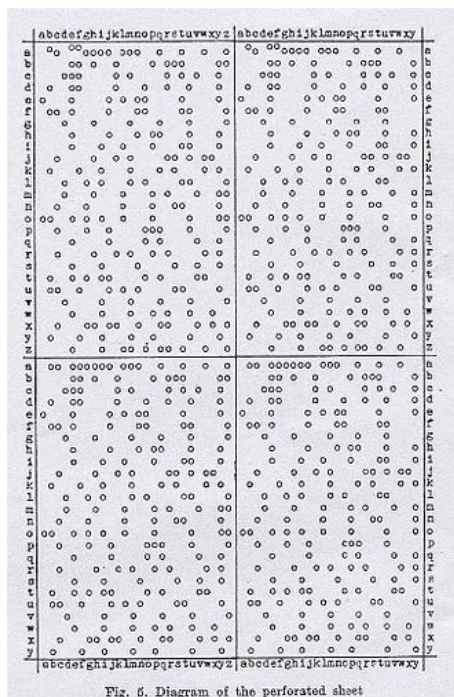 abcdefghijklmnopqrstuvwxyz abcdefghijklmnopqrstuvwxy
a a
b b
c c
d d
e e
f f
g g
h h
i i
j j
k k
l l
m m
n n
o o
p p
q q
r r
s s
t t
u u
v v
w w
x x
y y
z z
a a
b b
c c
d d
e e
f f
g g
h h
i i
j j
k k
l l
m m
n n
o o
p p
q q
r r
s s
t t
u u
v v
w w
x x
y y
abcdefghijklmnopqrstuvwxyz abcdefghijklmnopqrstuvwxy
Fig. 5. Diagram of the perforated sheet